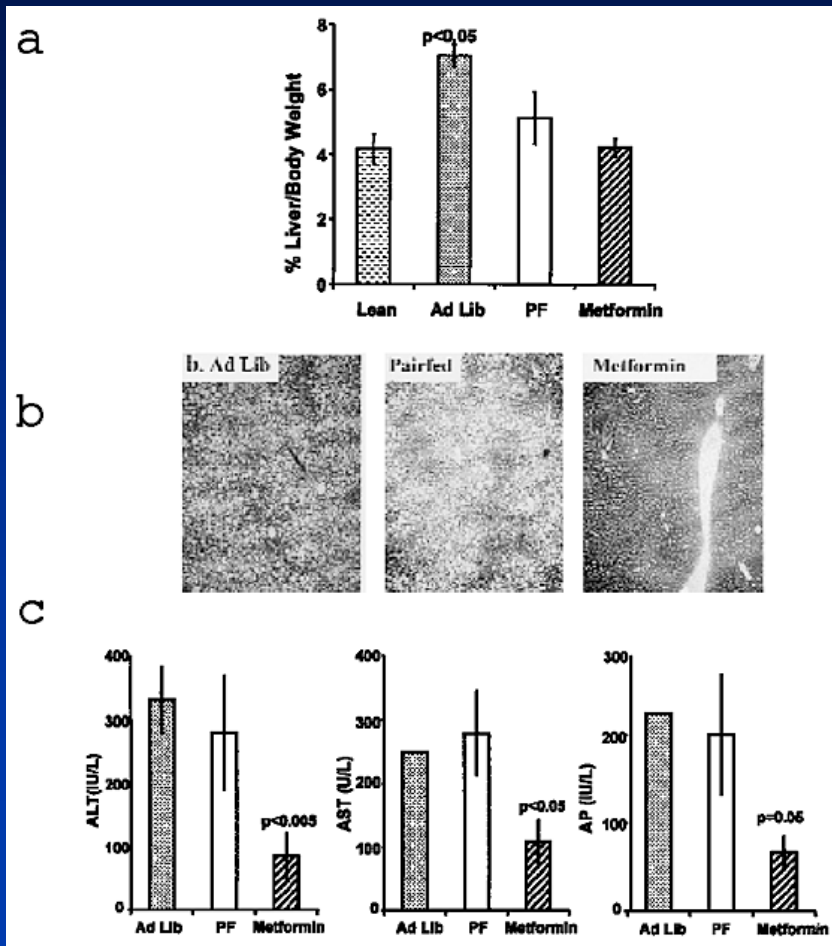 a
p<0.05
8
6
4
2
0
% Liver/Body Weight
Lean Ad Lib PF Metformin
b
b. Ad Lib Pairfed Metformin
c
400
300
200
100
0
ALT(IU/L)
p<0.005
Ad Lib PF Metformin
400
300
200
100
0
AST (U/L)
p<0.05
Ad Lib PF Metformin
300
200
100
0
AP (IU/L)
p=0.05
Ad Lib PF Metformin